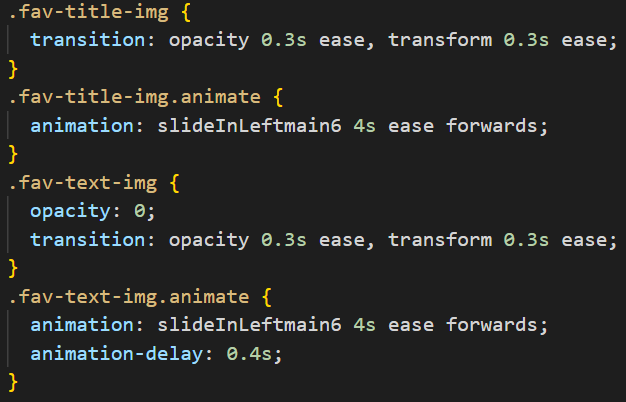 .fav-title-img {
transition: opacity 0.3s ease, transform 0.3s ease;
}
.fav-title-img.animate {
animation: slideInLeftmain6 4s ease forwards;
}
.fav-text-img {
opacity: 0;
transition: opacity 0.3s ease, transform 0.3s ease;
}
.fav-text-img.animate {
animation: slideInLeftmain6 4s ease forwards;
animation-delay: 0.4s;
}